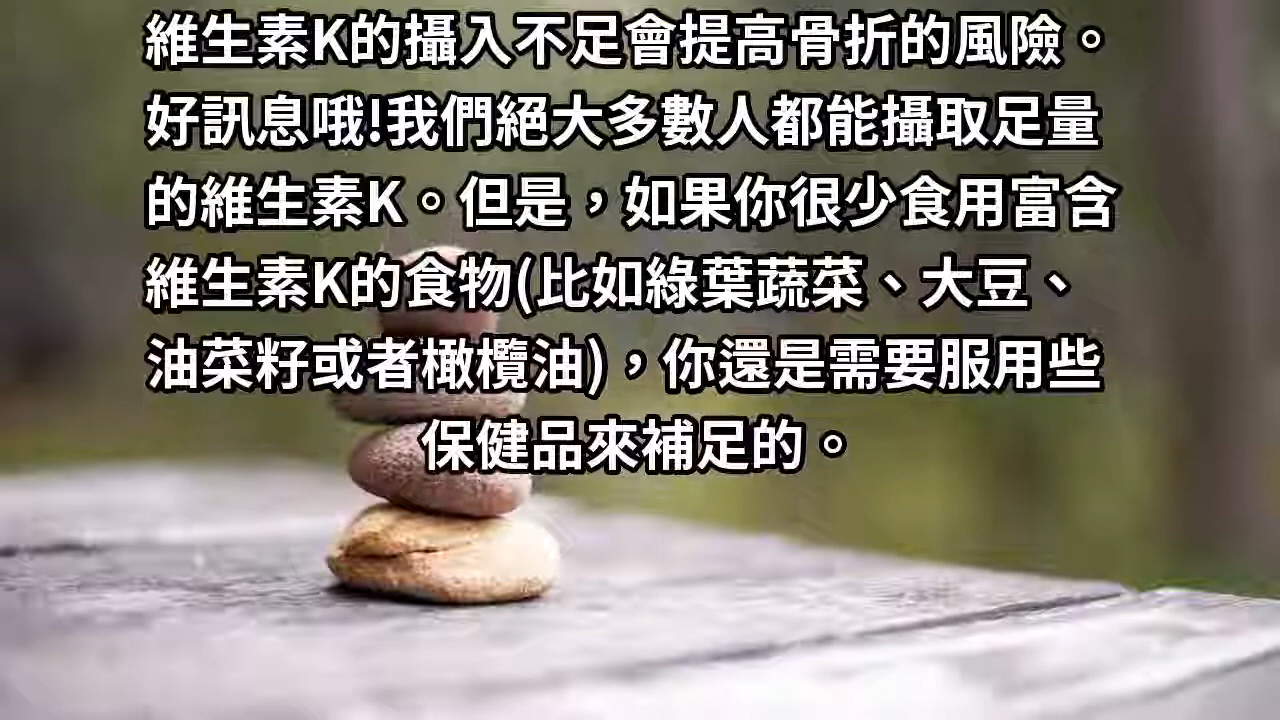 維生素K的攝入不足會提高骨折的風險。
好訊息哦!我們絕大多數人都能攝取足量
的維生素K。但是，如果你很少食用富含
維生素K的食物(比如綠葉蔬菜、大豆、
油菜籽或者橄欖油)，你還是需要服用些
保健品來補足的。